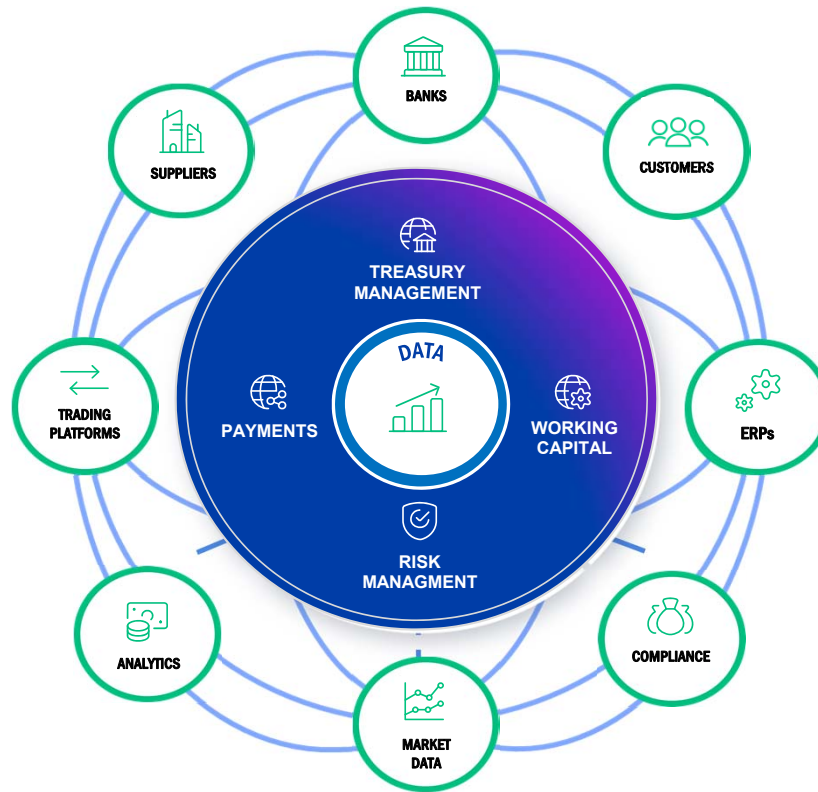 BANKS
SUPPLIERS
CUSTOMERS
TREASURY
MANAGEMENT
DATA
PAYMENTS
WORKING
CAPITAL
TRADING
PLATFORMS
ERPs
RISK
MANAGMENT
ANALYTICS
COMPLIANCE
MARKET
DATA